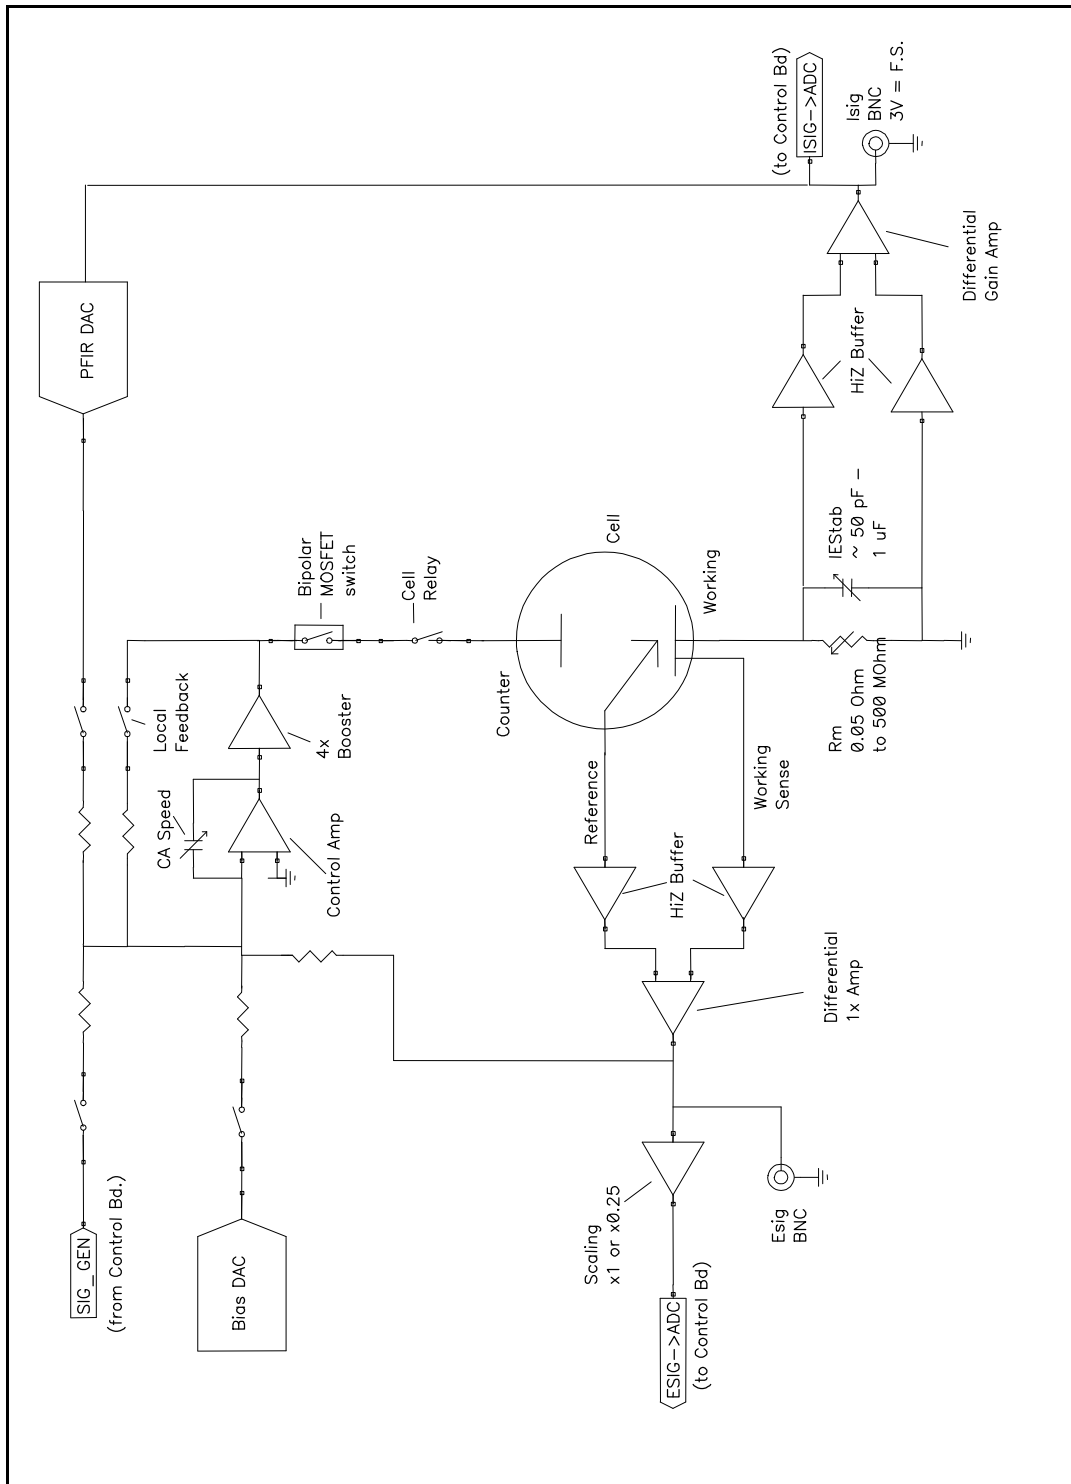 SIG_GEN
(from Control Bd.)
Bias DAC
PFIR DAC
Local
Feedback
CA Speed
Control Amp
4x
Booster
Bipolar
MOSFET
switch
Cell
Relay
Counter
Cell
Reference
Working
Working
Sense
HiZ Buffer
Differential
1x Amp
Scaling
x1 or x0.25
ESIG->ADC
(to Control Bd)
Esig
BNC
Rm
0.05 Ohm
to 500 MOhm
IEStab
~ 50 pF -
1 uF
HiZ Buffer
Differential
Gain Amp
(to Control Bd)
ISIG->ADC
Isig
BNC
3V = F.S.